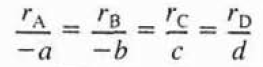 r_A/-a = r_B/-b = r_C/c = r_D/d